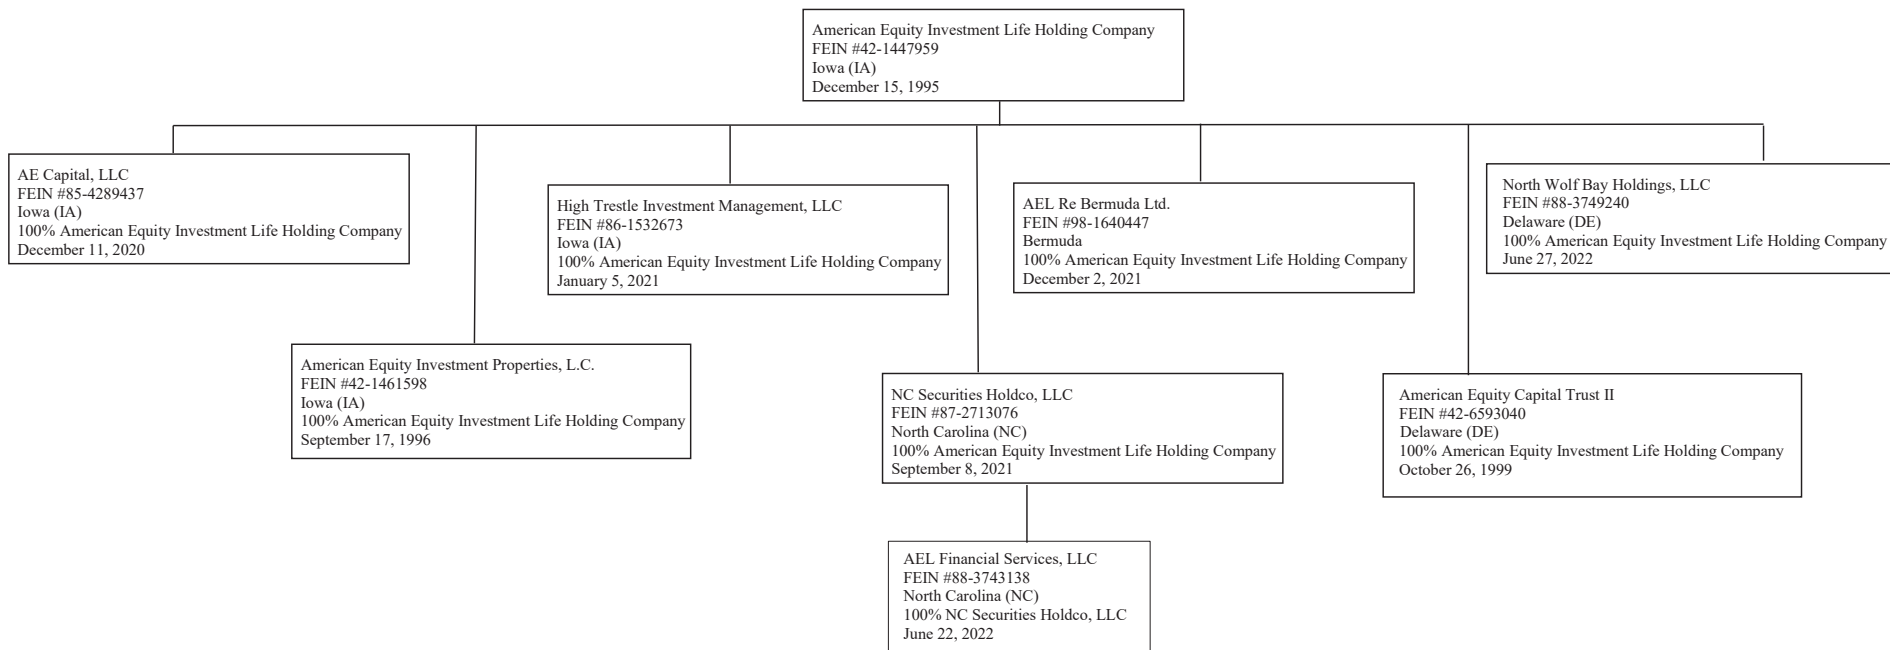 American Equity Investment Life Holding Company
FEIN #42-1447959
Iowa (IA)
December 15, 1995
AE Capital, LLC
FEIN #85-4289437
Iowa (IA)
100% American Equity Investment Life Holding Company
December 11, 2020
High Trestle Investment Management, LLC
FEIN #86-1532673
Iowa (IA)
100% American Equity Investment Life Holding Company
January 5, 2021
AEL Re Bermuda Ltd.
FEIN #98-1640447
Bermuda
100% American Equity Investment Life Holding Company
December 2, 2021
North Wolf Bay Holdings, LLC
FEIN #88-3749240
Delaware (DE)
100% American Equity Investment Life Holding Company
June 27, 2022
American Equity Investment Properties, L.C.
FEIN #42-1461598
Iowa (IA)
100% American Equity Investment Life Holding Company
September 17, 1996
NC Securities Holdco, LLC
FEIN #87-2713076
North Carolina (NC)
100% American Equity Investment Life Holding Company
September 8, 2021
American Equity Capital Trust II
FEIN #42-6593040
Delaware (DE)
100% American Equity Investment Life Holding Company
October 26, 1999
AEL Financial Services, LLC
FEIN #88-3743138
North Carolina (NC)
100% NC Securities Holdco, LLC
June 22, 2022